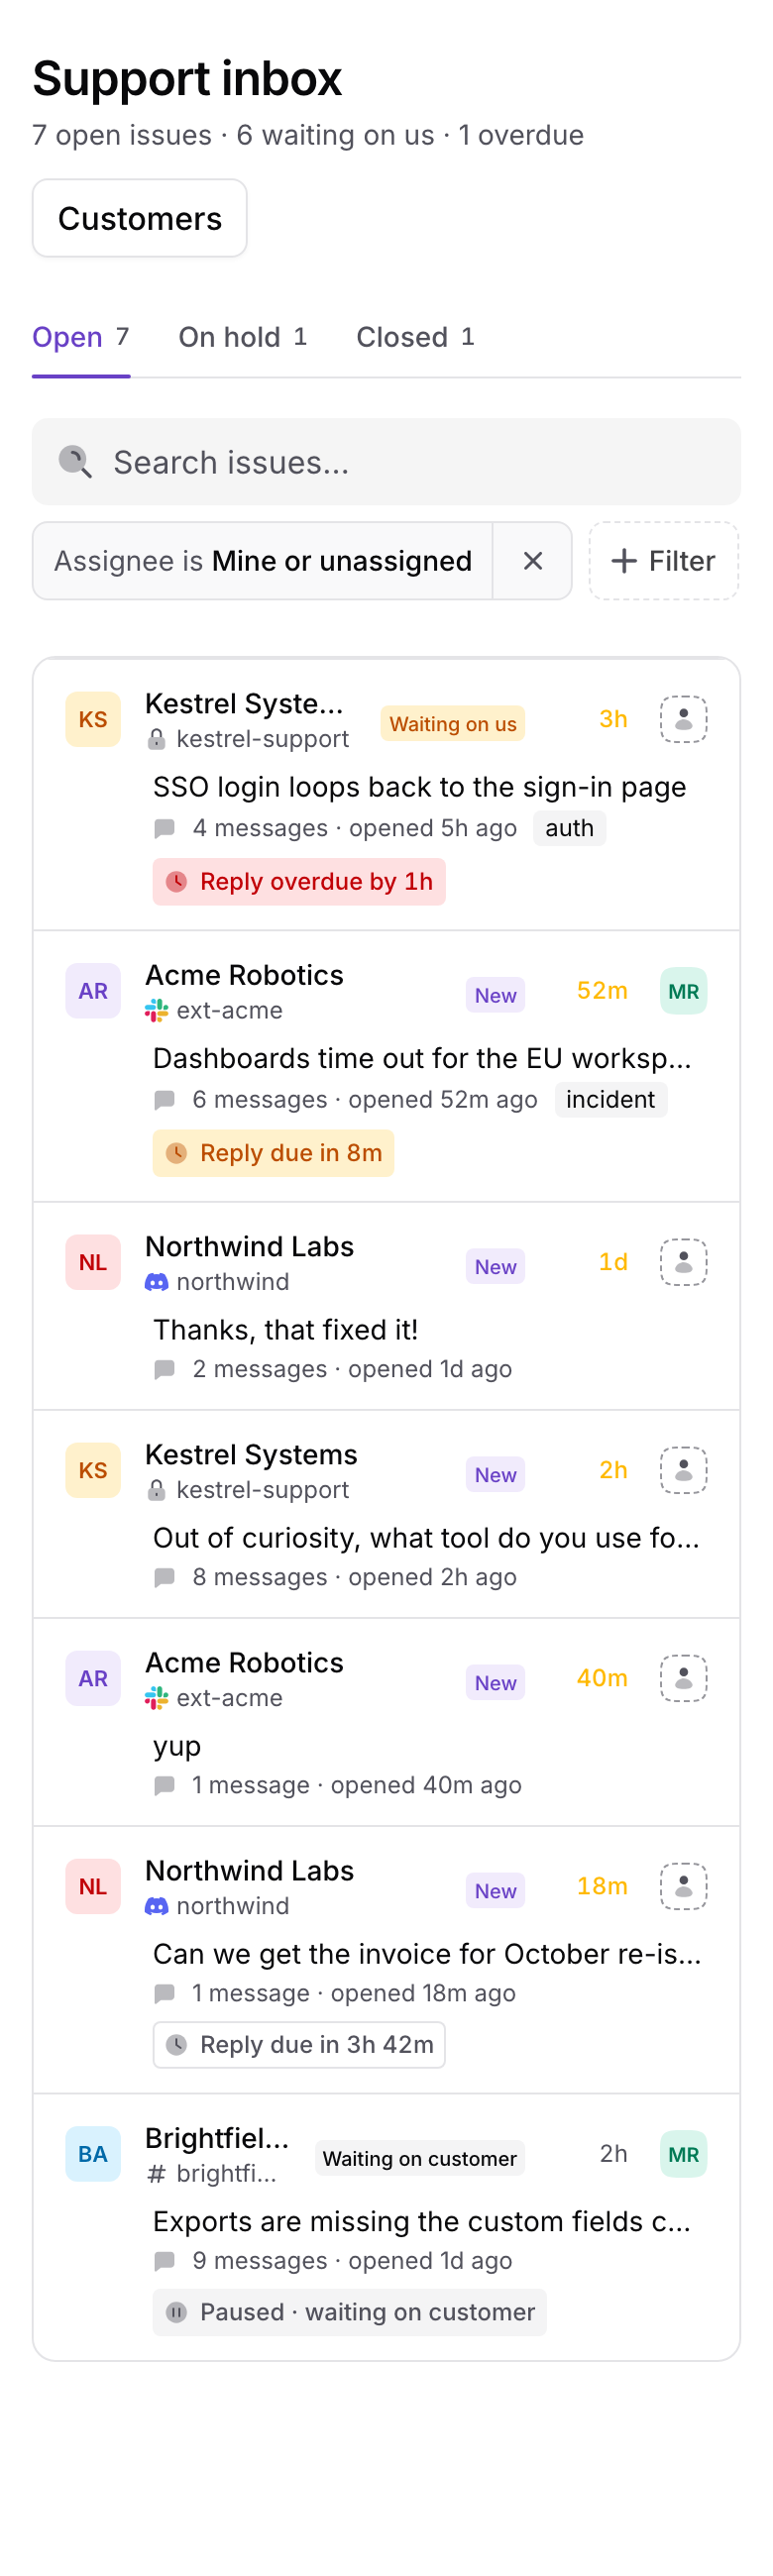 Support inbox
7 open issues · 6 waiting on us · 1 overdue
Customers
Open 7 On hold 1 Closed 1
Search issues...
Assignee is Mine or unassigned × + Filter
KS Kestrel Syste... Waiting on us 3h
kestrel-support
SSO login loops back to the sign-in page
4 messages · opened 5h ago auth
Reply overdue by 1h
AR Acme Robotics New 52m MR
ext-acme
Dashboards time out for the EU worksp...
6 messages · opened 52m ago incident
Reply due in 8m
NL Northwind Labs New 1d
northwind
Thanks, that fixed it!
2 messages · opened 1d ago
KS Kestrel Systems New 2h
kestrel-support
Out of curiosity, what tool do you use fo...
8 messages · opened 2h ago
AR Acme Robotics New 40m
ext-acme
yup
1 message · opened 40m ago
NL Northwind Labs New 18m
northwind
Can we get the invoice for October re-is...
1 message · opened 18m ago
Reply due in 3h 42m
BA Brightfiel... Waiting on customer 2h MR
# brightfi...
Exports are missing the custom fields c...
9 messages · opened 1d ago
Paused · waiting on customer